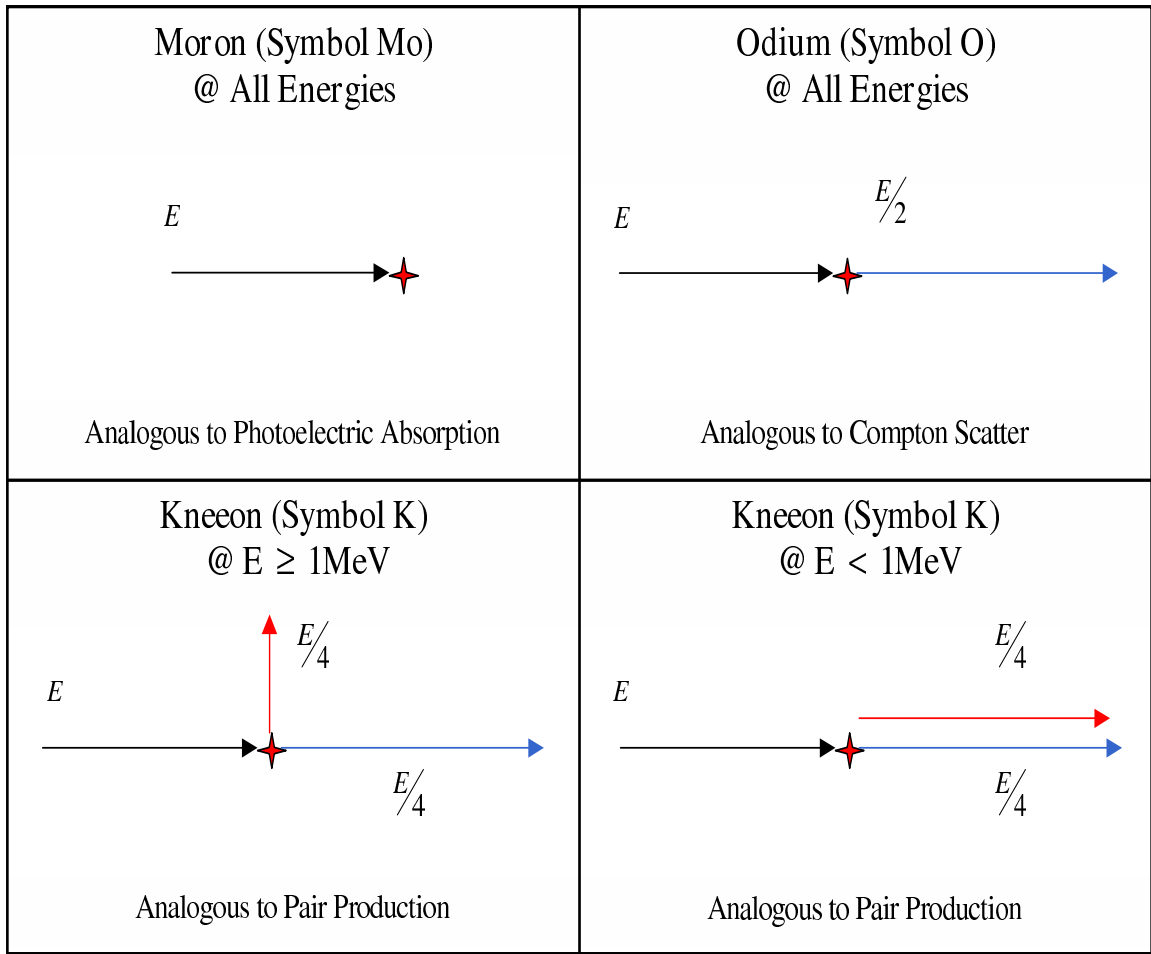 Moron (Symbol Mo)
@ All Energies
E
Analogous to Photoelectric Absorption
Odium (Symbol O)
@ All Energies
E
E/2
Analogous to Compton Scatter
Kneeon (Symbol K)
@ E ≥ 1MeV
E/4
E
E/4
Analogous to Pair Production
Kneeon (Symbol K)
@ E < 1MeV
E/4
E
E/4
Analogous to Pair Production